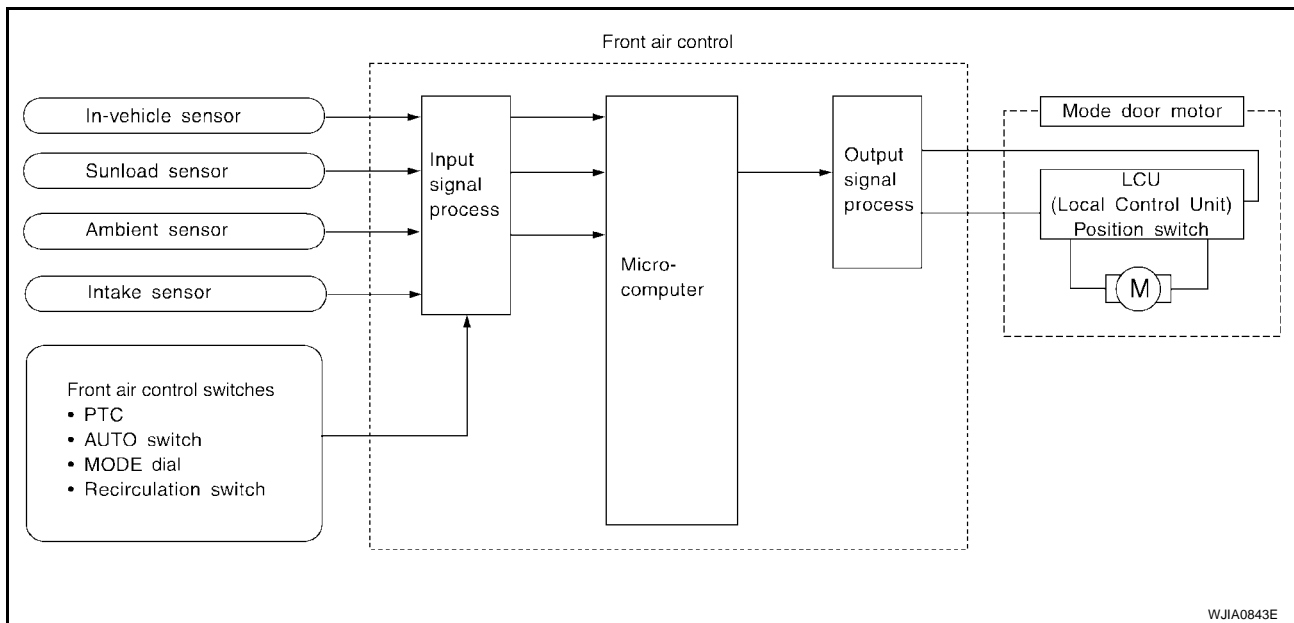 Front air control
In-vehicle sensor
Sunload sensor
Ambient sensor
Intake sensor
Front air control switches
• PTC
• AUTO switch
• MODE dial
• Recirculation switch
Input
signal
process
Micro-
computer
Output
signal
process
Mode door motor
LCU
(Local Control Unit)
Position switch
M
WJIA0843E